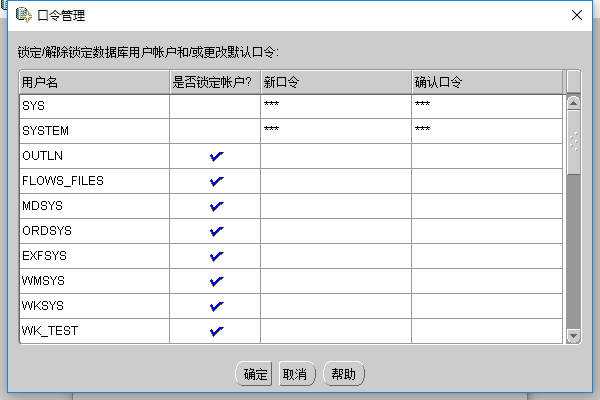 口令管理
锁定/解除锁定数据库用户帐户和/或更改默认口令:
用户名 是否锁定帐户? 新口令 确认口令
SYS *** ***
SYSTEM *** ***
OUTLN
FLOWS_FILES
MDSYS
ORDSYS
EXFSYS
WMSYS
WKSYS
WK_TEST
确定 取消 帮助